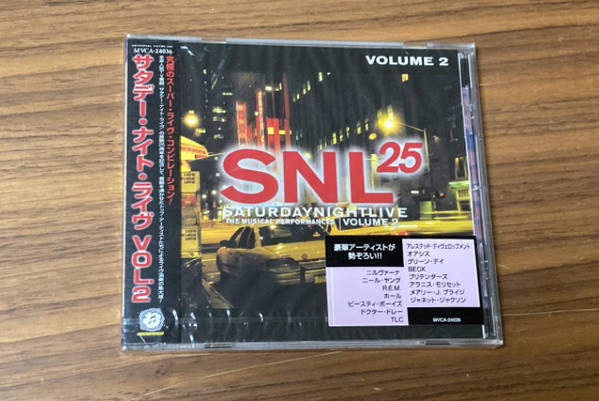 MVCA-24036
究極のスーパー・ライヴ・コンピレーション!
サタデー・ナイト・ライヴ VOL2
VOLUME 2
SNL25
SATURDAYNIGHTLIVE
THE MUSICAL PERFORMANCES VOLUME 2
豪華アーティストが
勢ぞろい!!
ニルヴァーナ
ニール・ヤング
R.E.M.
ホール
ビースティ・ボーイズ
ドクター・ドレー
TLC
アレステッド・ディヴェロップメント
オアシス
グリーン・デイ
BECK
プリテンダーズ
アラニス・モリセット
メアリー・J. ブライジ
ジャネット・ジャクソン
MVCA-24036